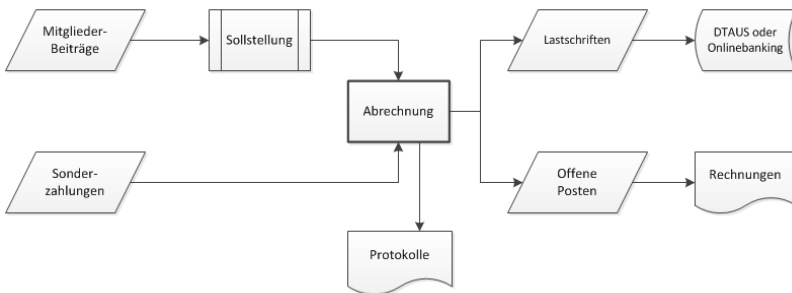 Mitglieder-
Beiträge
Sollstellung
Lastschriften
DTAUS oder
Onlinebanking
Abrechnung
Sonder-
zahlungen
Offene
Posten
Rechnungen
Protokolle